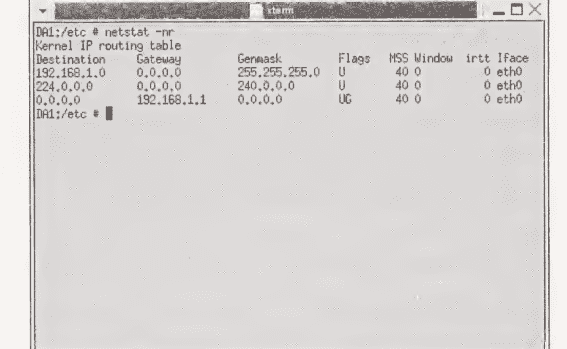 xterm
DA1:/etc # netstat -nr
Kernel IP routing table
Destination Gateway Genmask Flags MSS Window irtt Iface
192.168.1.0 0.0.0.0 255.255.255.0 U 40 0 0 eth0
224.0.0.0 0.0.0.0 240.0.0.0 U 40 0 0 eth0
0.0.0.0 192.168.1.1 0.0.0.0 UG 40 0 0 eth0
DA1:/etc #